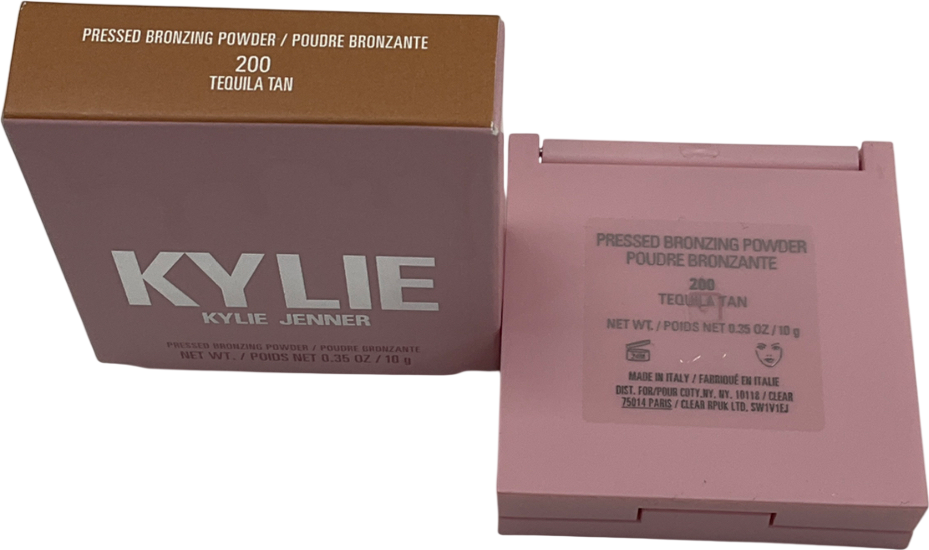 PRESSED BRONZING POWDER / POUDRE BRONZANTE
200
TEQUILA TAN
KYLIE
KYLIE JENNER
PRESSED BRONZING POWDER / POUDRE BRONZANTE
NET WT. / POIDS NET 0.35 OZ / 10 g
PRESSED BRONZING POWDER
POUDRE BRONZANTE
200
TEQUILA TAN
NET WT. / POIDS NET 0.35 OZ / 10 g
MADE IN ITALY / FABRIQUÉ EN ITALIE
DIST. FOR/POUR COTY, NY, NY. 10118 / CLEAR
75014 PARIS / CLEAR RPUK LTD, SW1V1EJ